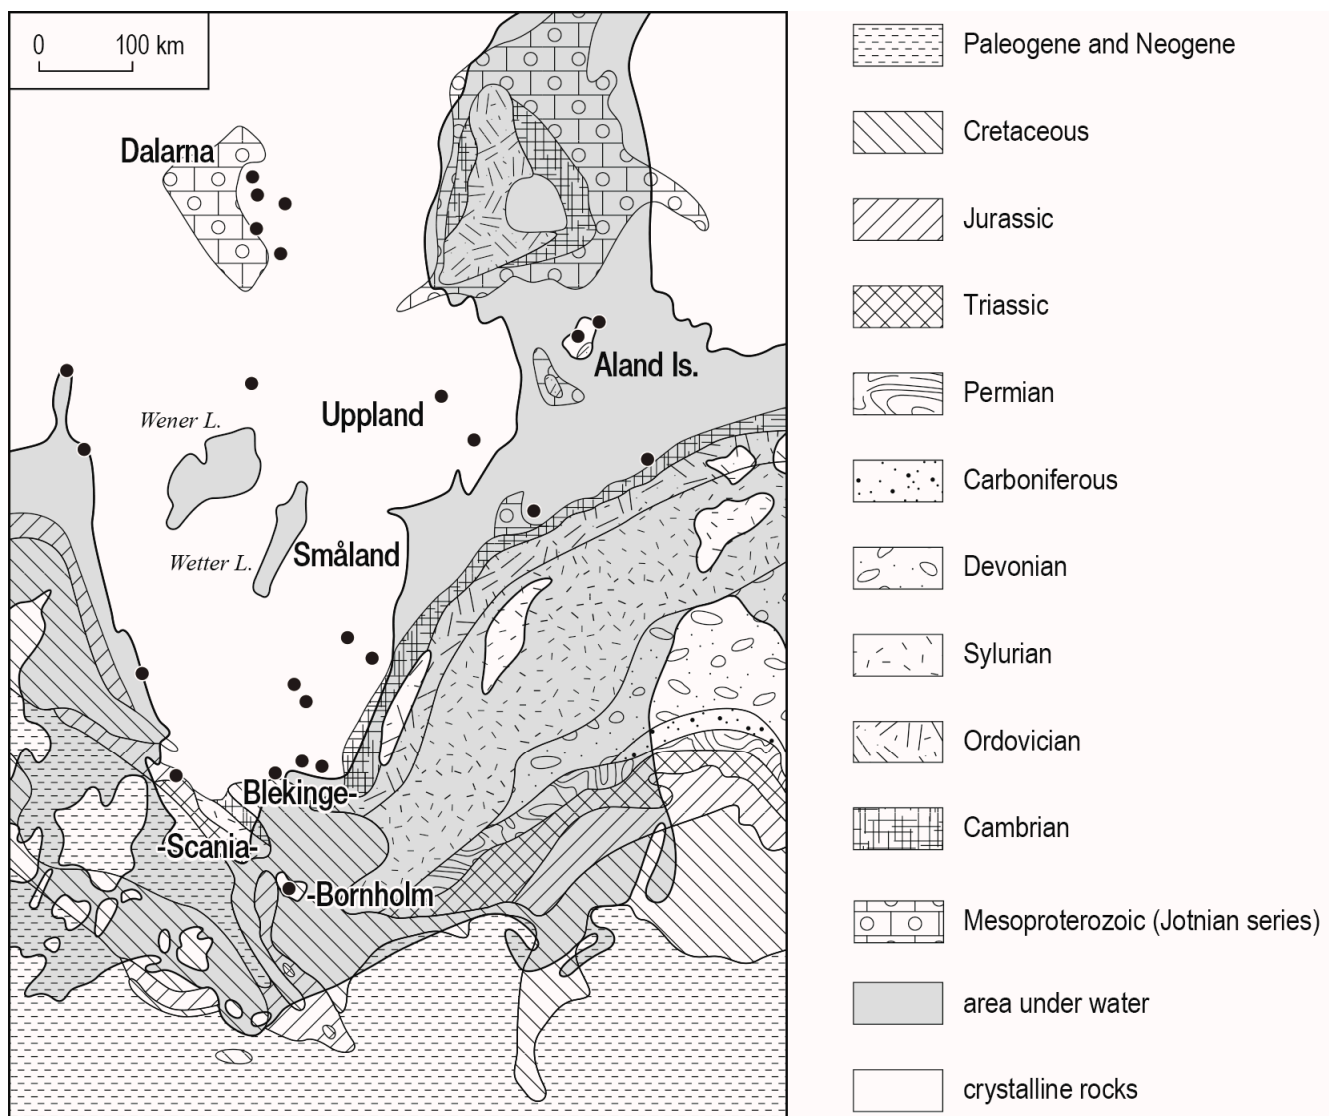 0 100 km
Dalarna
Aland Is.
Wener L.
Uppland
Wetter L.
Småland
Blekinge-
-Scania-
-Bornholm
Paleogene and Neogene
Cretaceous
Jurassic
Triassic
Permian
Carboniferous
Devonian
Sylurian
Ordovician
Cambrian
Mesoproterozoic (Jotnian series)
area under water
crystalline rocks